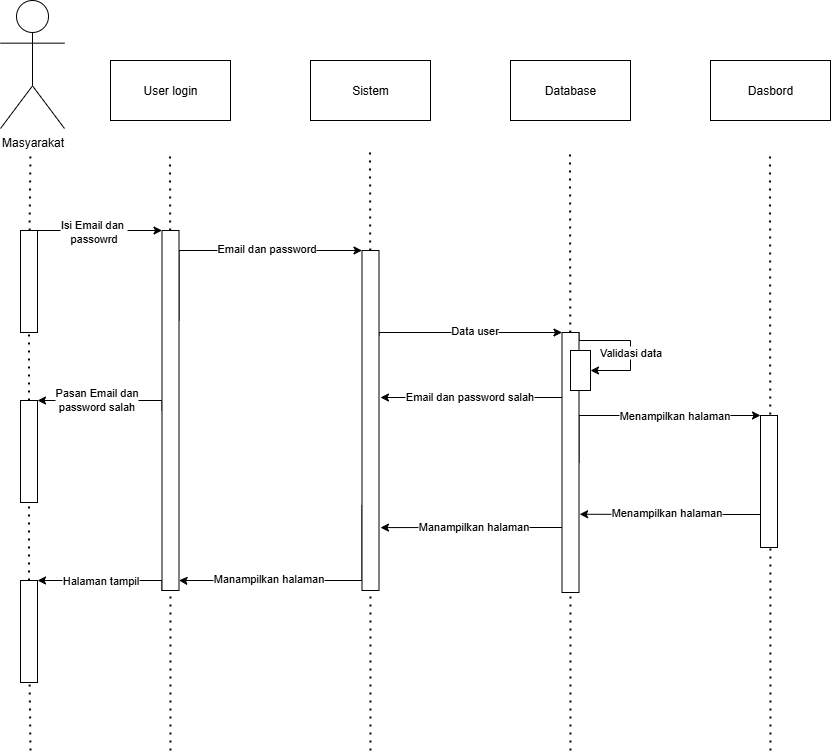 Masyarakat
User login
Sistem
Database
Dasbord
Isi Email dan
passowrd
Email dan password
Data user
Validasi data
Pasan Email dan
password salah
Email dan password salah
Menampilkan halaman
Menampilkan halaman
Manampilkan halaman
Manampilkan halaman
Halaman tampil